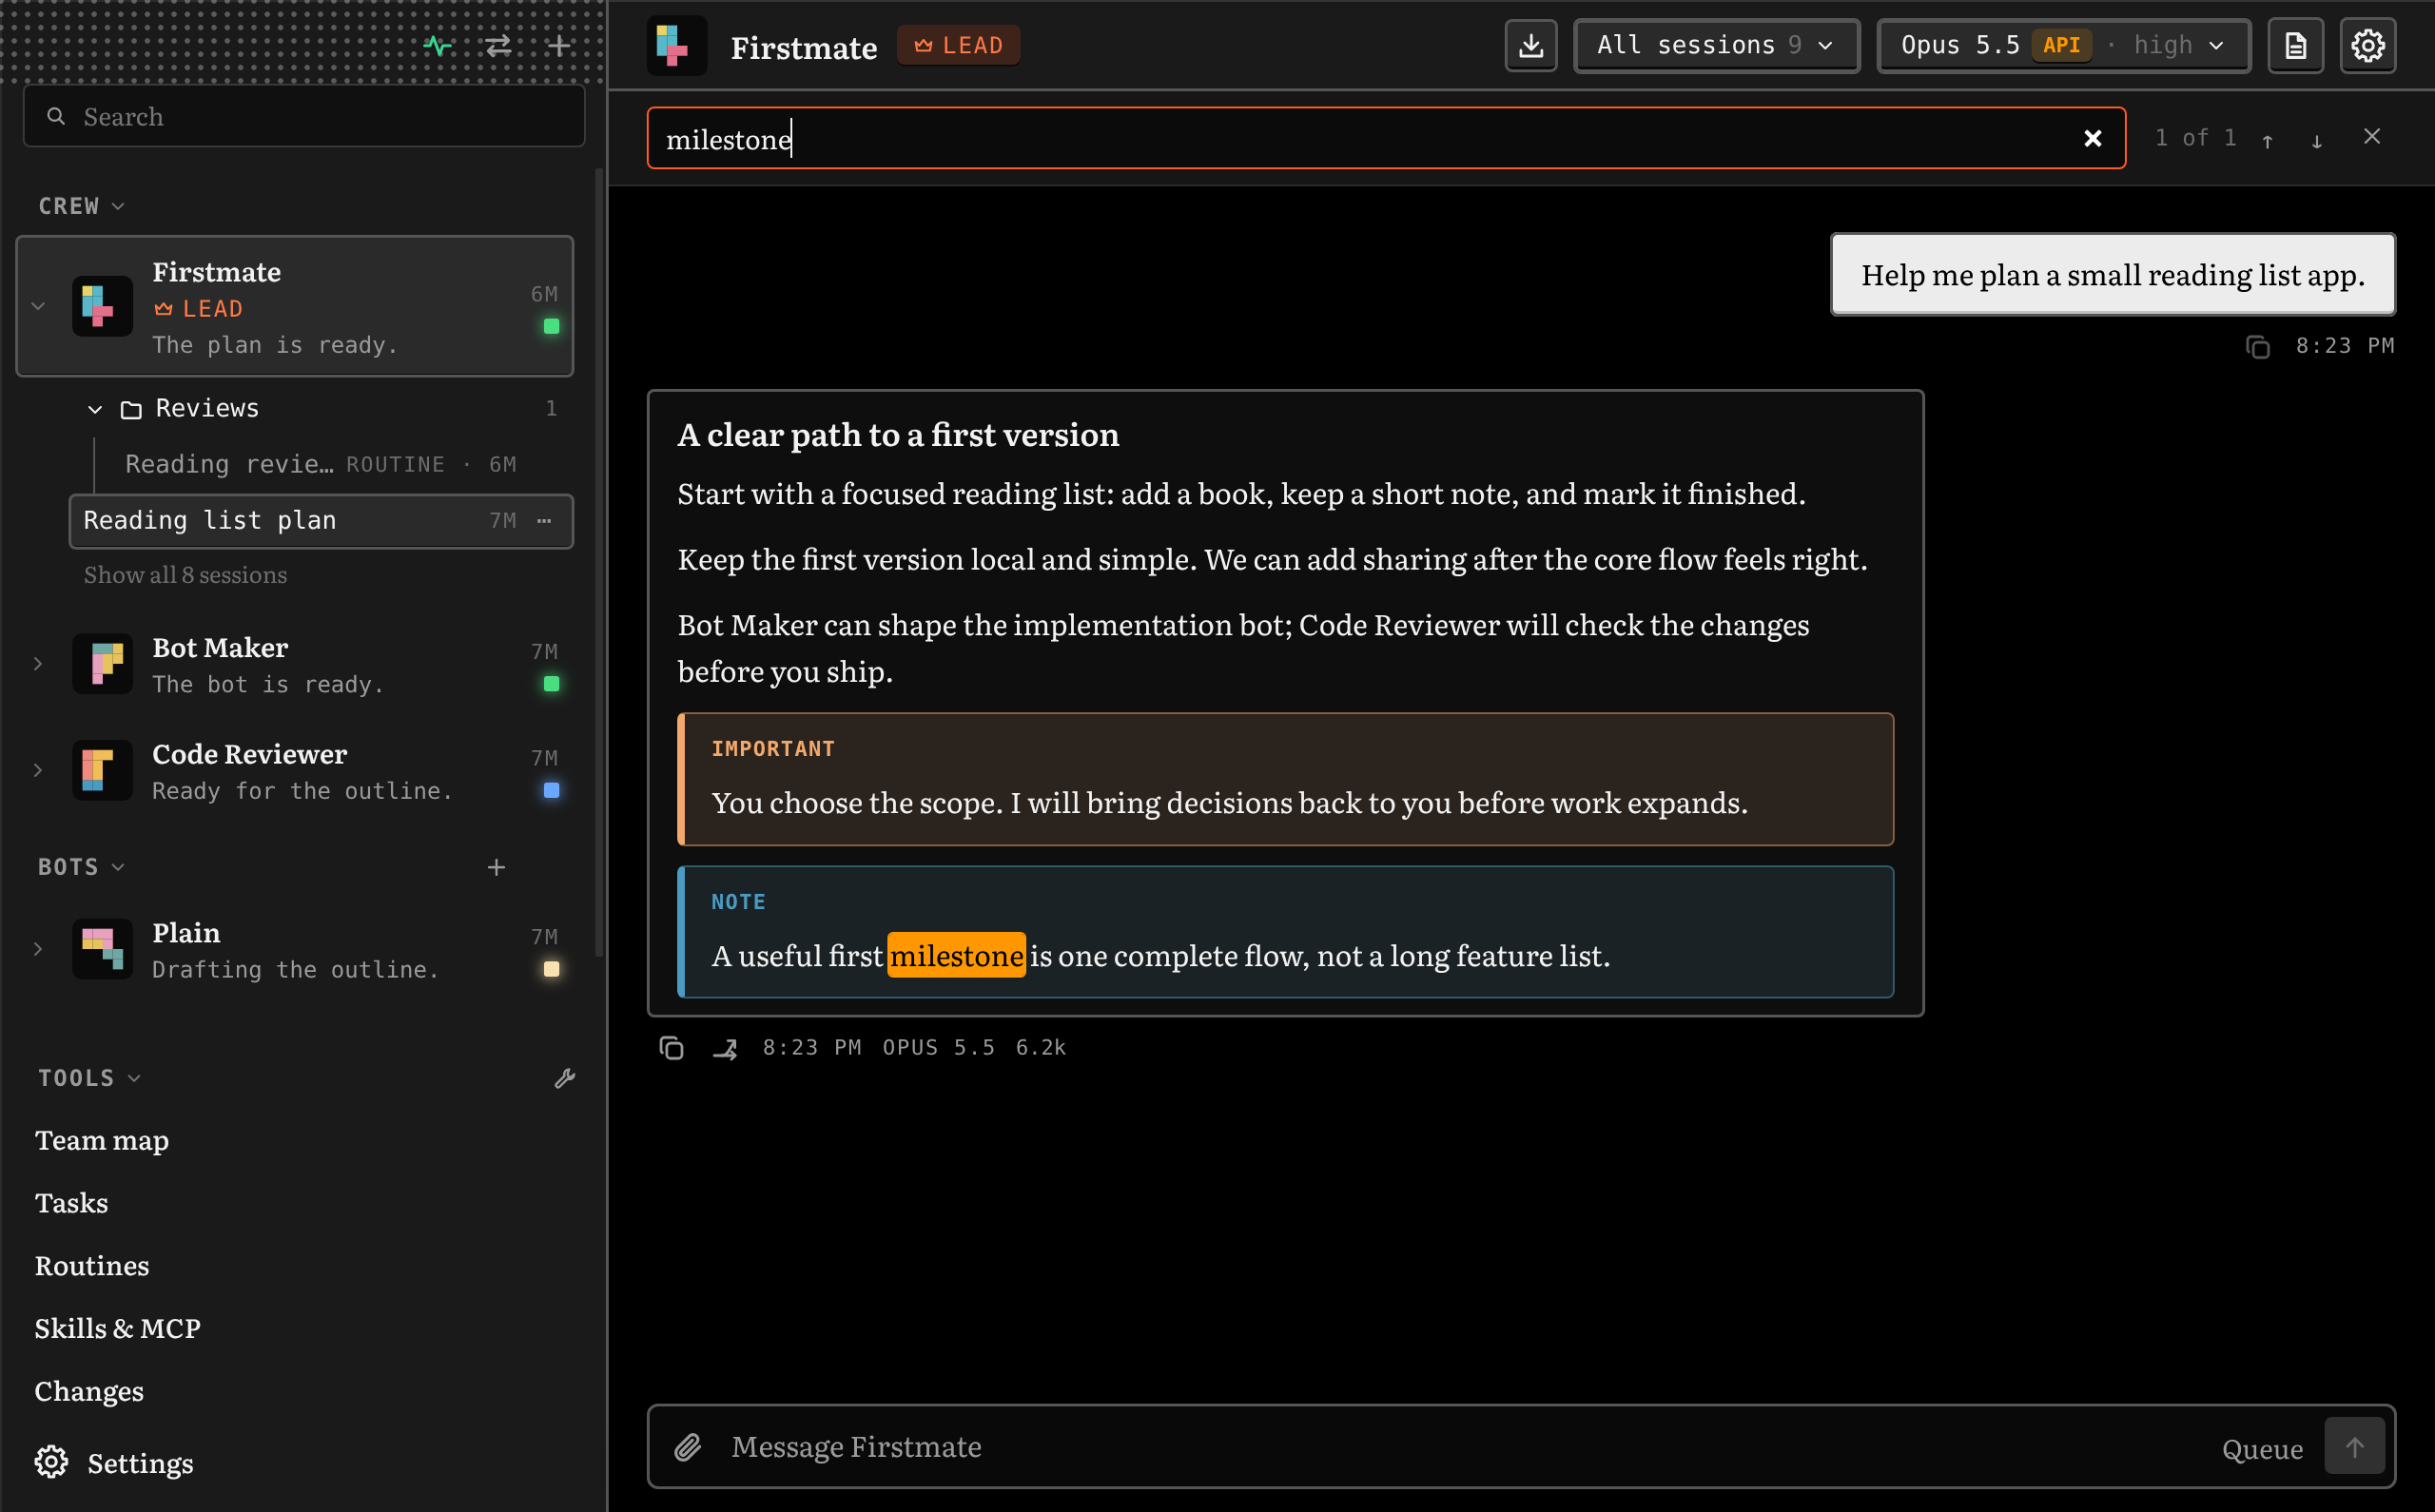 Search
CREW
Firstmate
LEAD
The plan is ready.
6M
Reviews 1
Reading revie… ROUTINE · 6M
Reading list plan 7M
Show all 8 sessions
Bot Maker
The bot is ready.
7M
Code Reviewer
Ready for the outline.
7M
BOTS
Plain
Drafting the outline.
7M
TOOLS
Team map
Tasks
Routines
Skills & MCP
Changes
Settings
Firstmate LEAD
All sessions 9
Opus 5.5 API · high
milestone
1 of 1
Help me plan a small reading list app.
8:23 PM
A clear path to a first version
Start with a focused reading list: add a book, keep a short note, and mark it finished.
Keep the first version local and simple. We can add sharing after the core flow feels right.
Bot Maker can shape the implementation bot; Code Reviewer will check the changes
before you ship.
IMPORTANT
You choose the scope. I will bring decisions back to you before work expands.
NOTE
A useful first milestone is one complete flow, not a long feature list.
8:23 PM OPUS 5.5 6.2k
Message Firstmate
Queue